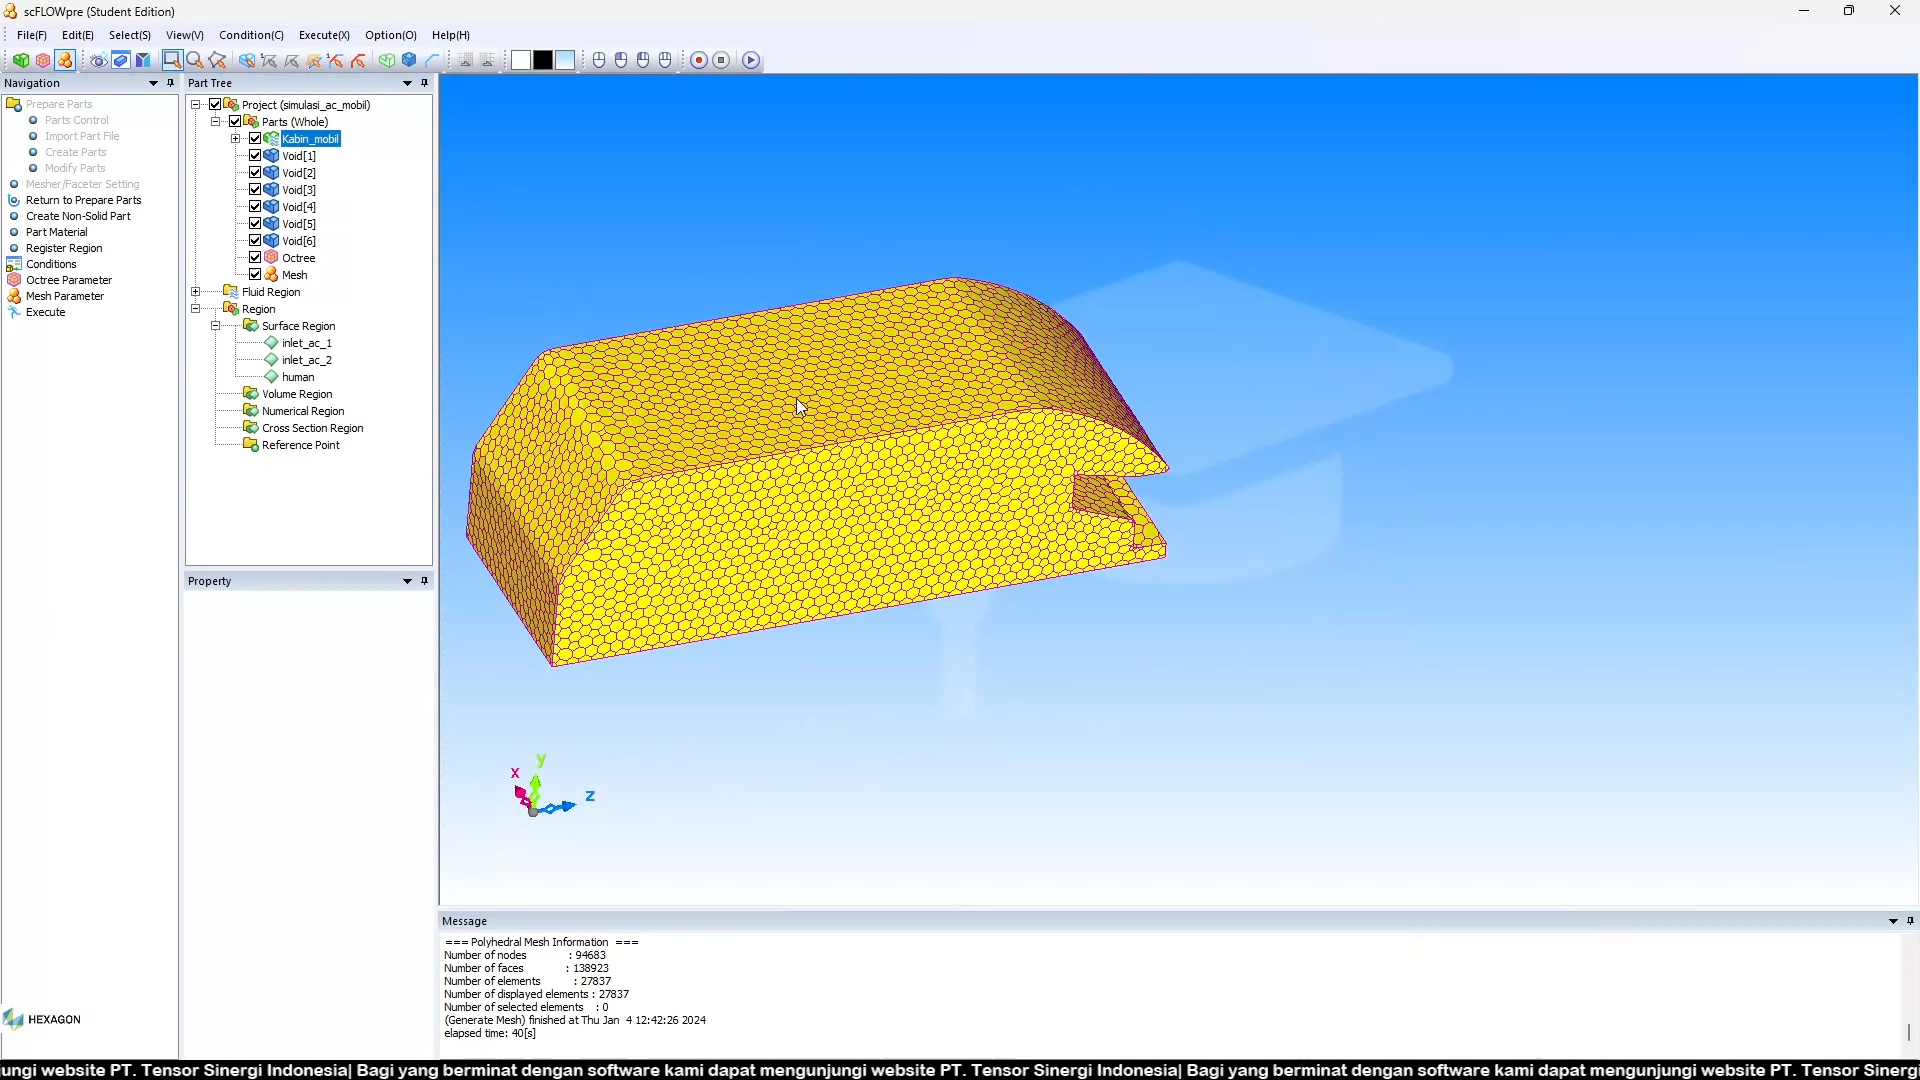 scFLOWpre (Student Edition)
File(F) Edit(E) Select(S) View(V) Condition(C) Execute(X) Option(O) Help(H)
Navigation
Prepare Parts
Parts Control
Import Part File
Create Parts
Modify Parts
Mesher/Faceter Setting
Return to Prepare Parts
Create Non-Solid Part
Part Material
Register Region
Conditions
Octree Parameter
Mesh Parameter
Execute
HEXAGON
Part Tree
Project (simulasi_ac_mobil)
Parts (Whole)
Kabin_mobil
Void[1]
Void[2]
Void[3]
Void[4]
Void[5]
Void[6]
Octree
Mesh
Fluid Region
Region
Surface Region
inlet_ac_1
inlet_ac_2
human
Volume Region
Numerical Region
Cross Section Region
Reference Point
Property
y
x
z
Message
=== Polyhedral Mesh Information ===
Number of nodes : 94683
Number of faces : 138923
Number of elements : 27837
Number of displayed elements : 27837
Number of selected elements : 0
(Generate Mesh) finished at Thu Jan 4 12:42:26 2024
elapsed time: 40[s]
ungi website PT. Tensor Sinergi Indonesia| Bagi yang berminat dengan software kami dapat mengunjungi website PT. Tensor Sinergi Indonesia| Bagi yang berminat dengan software kami dapat mengunjungi website PT. Tensor Sinerg